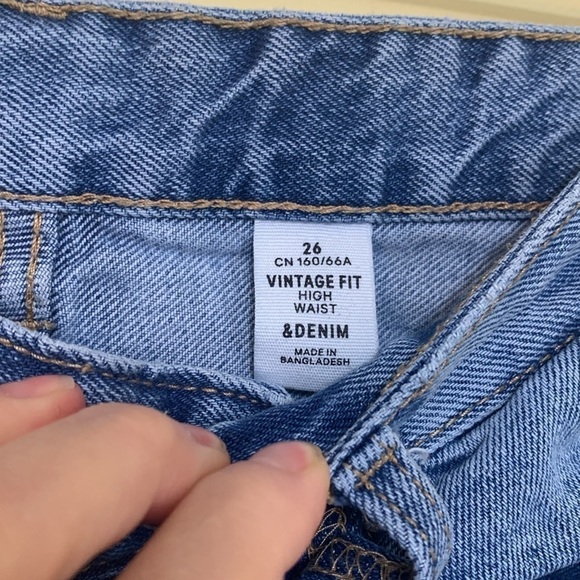 26
CN 160/66A
VINTAGE FIT
HIGH
WAIST
&DENIM
MADE IN
BANGLADESH